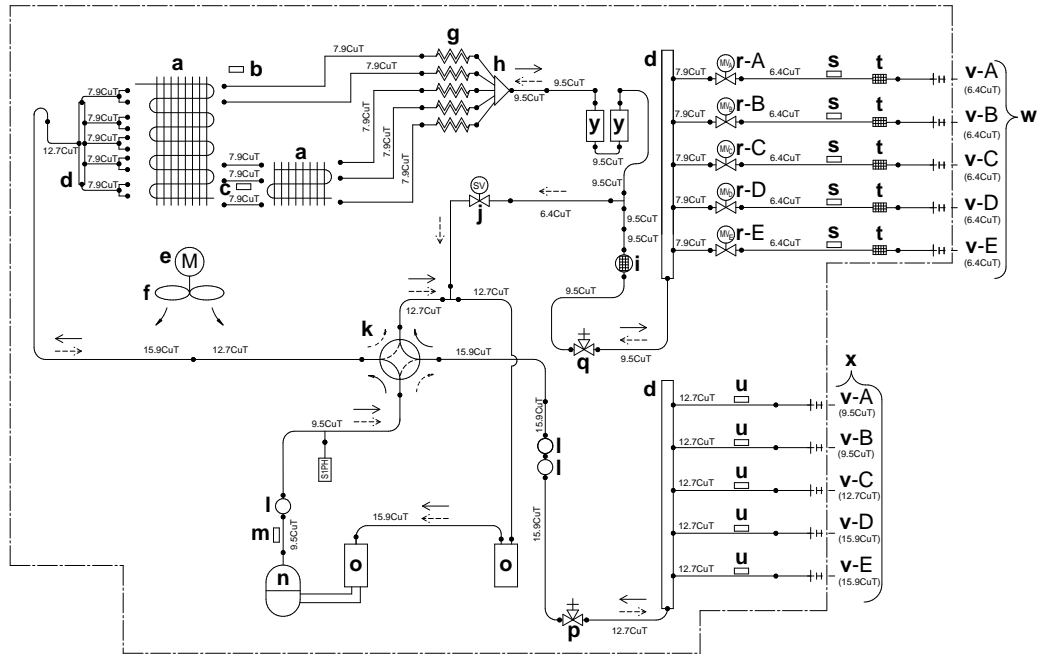 a
b
7.9CuT
7.9CuT
7.9CuT
7.9CuT
g
h
9.5CuT
9.5CuT
y y
9.5CuT
9.5CuT
7.9CuT
7.9CuT
7.9CuT
7.9CuT
7.9CuT
12.7CuT
d
7.9CuT
7.9CuT
7.9CuT
c
a
SV
j
6.4CuT
9.5CuT
9.5CuT
i
9.5CuT
q
9.5CuT
d
7.9CuT
r-A
6.4CuT
s
t
v-A
(6.4CuT)
7.9CuT
r-B
6.4CuT
s
t
v-B
(6.4CuT)
7.9CuT
r-C
6.4CuT
s
t
v-C
(6.4CuT)
7.9CuT
r-D
6.4CuT
s
t
v-D
(6.4CuT)
7.9CuT
MVE
r-E
6.4CuT
s
t
v-E
(6.4CuT)
w
e
M
f
k
12.7CuT
15.9CuT
12.7CuT
15.9CuT
9.5CuT
S1PH
l
m
9.5CuT
n
15.9CuT
o
o
15.9CuT
l
l
15.9CuT
p
12.7CuT
d
x
12.7CuT
u
v-A
(9.5CuT)
12.7CuT
u
v-B
(9.5CuT)
12.7CuT
u
v-C
(12.7CuT)
12.7CuT
u
v-D
(15.9CuT)
12.7CuT
u
v-E
(15.9CuT)